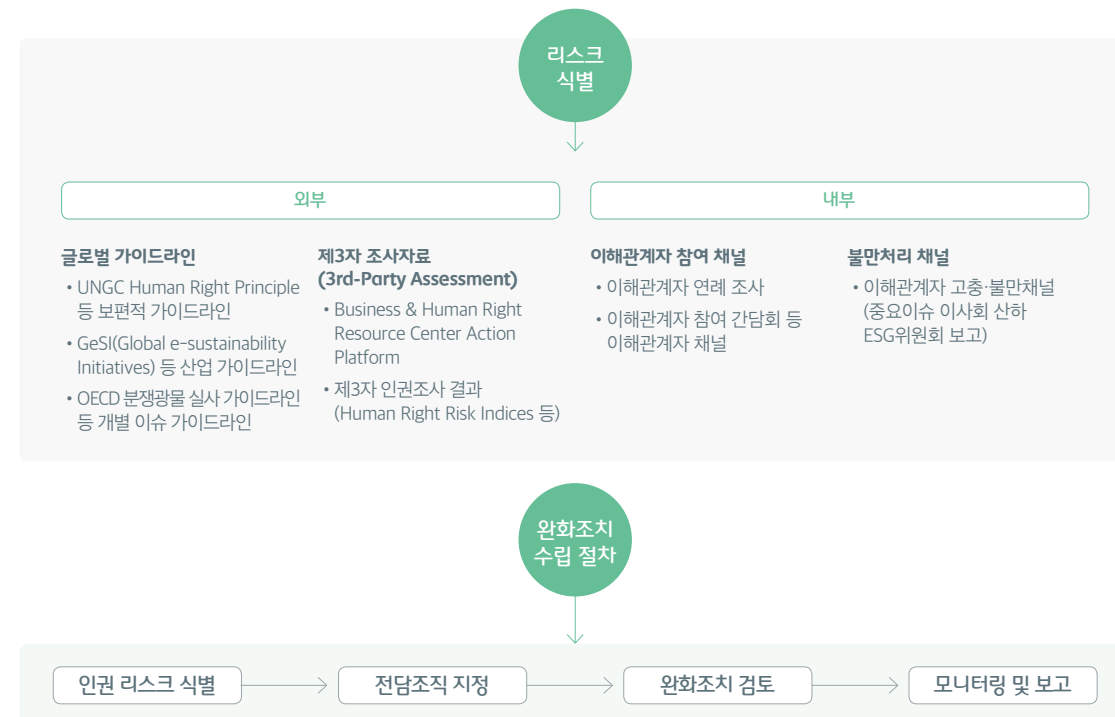 리스크
식별
외부
글로벌 가이드라인
• UNGC Human Right Principle
등 보편적 가이드라인
• GeSI(Global e-sustainability
Initiatives) 등 산업 가이드라인
• OECD 분쟁광물 실사 가이드라인
등 개별 이슈 가이드라인
제3자 조사자료
(3rd-Party Assessment)
• Business & Human Right
Resource Center Action
Platform
• 제3자 인권조사 결과
(Human Right Risk Indices 등)
내부
이해관계자 참여 채널
• 이해관계자 연례 조사
• 이해관계자 참여 간담회 등
이해관계자 채널
불만처리 채널
• 이해관계자 고충·불만채널
(중요이슈 이사회 산하
ESG위원회 보고)
완화조치
수립 절차
인권 리스크 식별
전담조직 지정
완화조치 검토
모니터링 및 보고